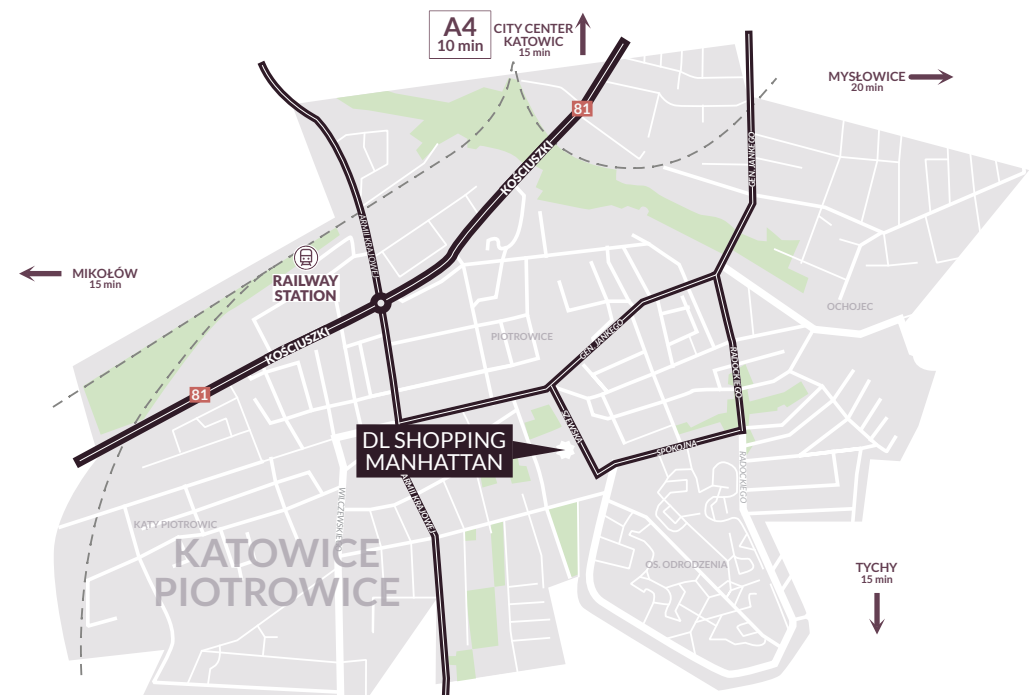 A4
10 min
CITY CENTER
KATOWIC
15 min
MYSŁOWICE
20 min
81
KOŚCIUSZKI
GEN. JANKEGO
ARMII KRAJOWEJ
MIKOŁÓW
15 min
RAILWAY
STATION
OCHOJEC
KOŚCIUSZKI
PIOTROWICE
GEN. JANKEGO
RADOCKIEGO
81
SZEWSKA
DL SHOPPING
MANHATTAN
SPOKOJNA
RADOCKIEGO
ARMII KRAJOWEJ
WILCZEWSKIEGO
KĄTY PIOTROWIC
KATOWICE
PIOTROWICE
OS. ODRODZENIA
TYCHY
15 min